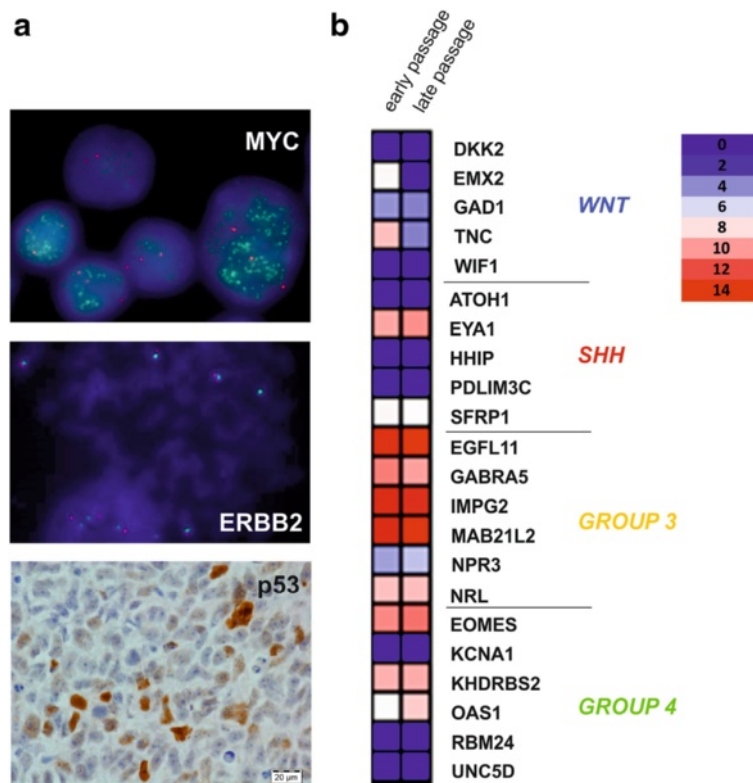 a
MYC
ERBB2
p53
20 µm
b
early passage
late passage
DKK2
EMX2
GAD1
TNC
WIF1
WNT
ATOH1
EYA1
HHIP
PDLIM3C
SFRP1
SHH
EGFL11
GABRA5
IMPG2
MAB21L2
NPR3
NRL
GROUP 3
EOMES
KCNA1
KHDRBS2
OAS1
RBM24
UNC5D
GROUP 4
0
2
4
6
8
10
12
14